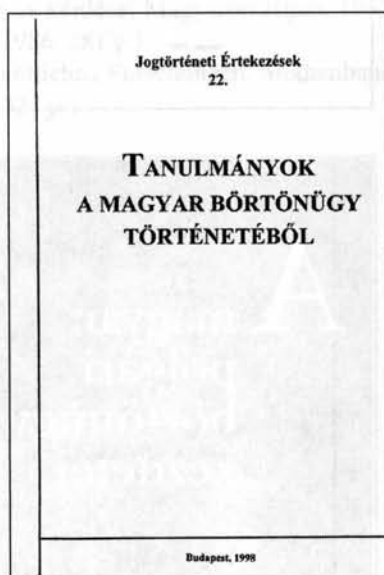 Jogtörténeti Értekezések
22.
TANULMÁNYOK
A MAGYAR BÖRTÖNÜGY
TÖRTÉNETÉBŐL
Budapest, 1998